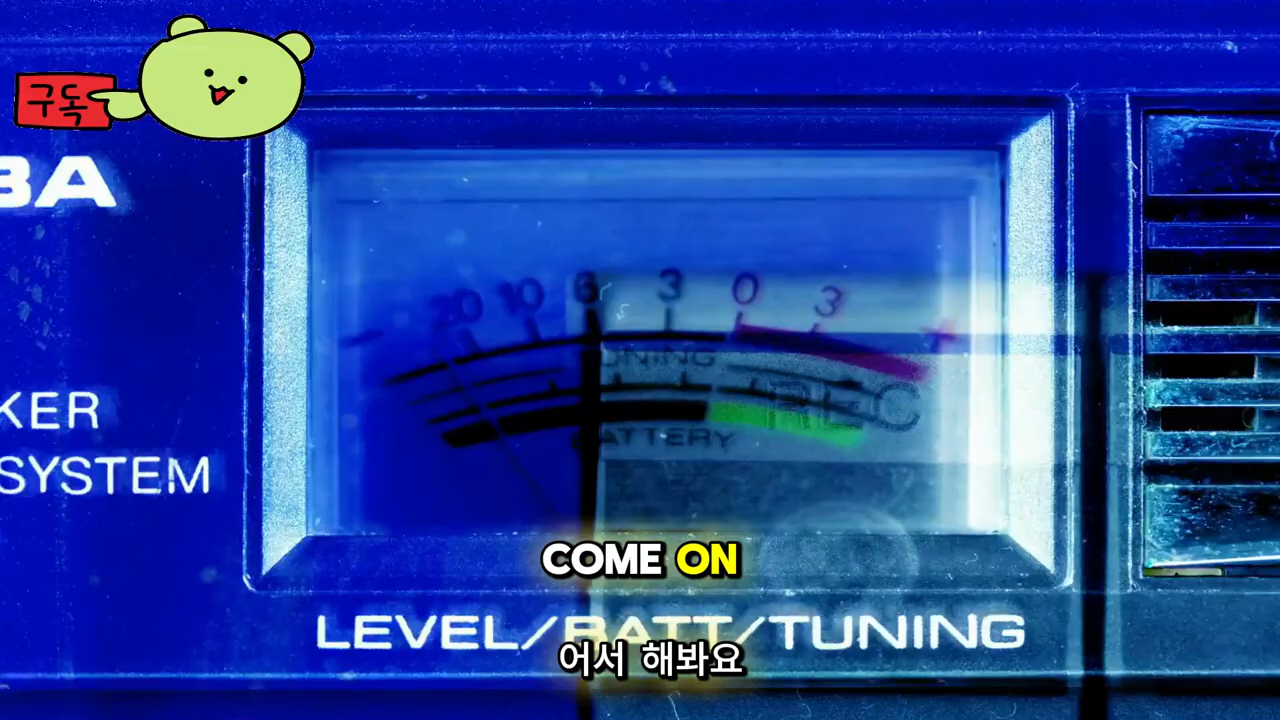 구독
BA
20 10 6 3 0 3
- +
TUNING
REC
BATTERY
KER
SYSTEM
COME ON
LEVEL/BATT/TUNING
어서 해봐요